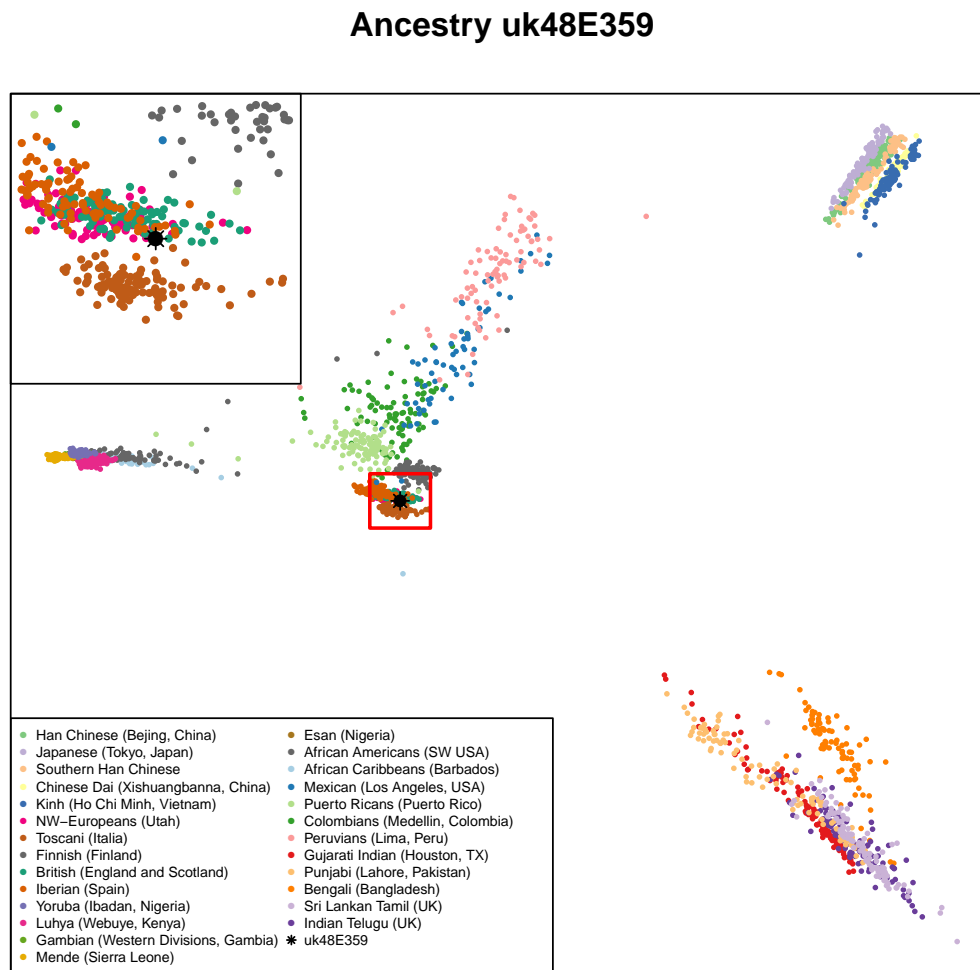 Ancestry uk48E359
Han Chinese (Bejing, China)
Japanese (Tokyo, Japan)
Southern Han Chinese
Chinese Dai (Xishuangbanna, China)
Kinh (Ho Chi Minh, Vietnam)
NW−Europeans (Utah)
Toscani (Italia)
Finnish (Finland)
British (England and Scotland)
Iberian (Spain)
Yoruba (Ibadan, Nigeria)
Luhya (Webuye, Kenya)
Gambian (Western Divisions, Gambia)
Mende (Sierra Leone)
Esan (Nigeria)
African Americans (SW USA)
African Caribbeans (Barbados)
Mexican (Los Angeles, USA)
Puerto Ricans (Puerto Rico)
Colombians (Medellin, Colombia)
Peruvians (Lima, Peru)
Gujarati Indian (Houston, TX)
Punjabi (Lahore, Pakistan)
Bengali (Bangladesh)
Sri Lankan Tamil (UK)
Indian Telugu (UK)
uk48E359